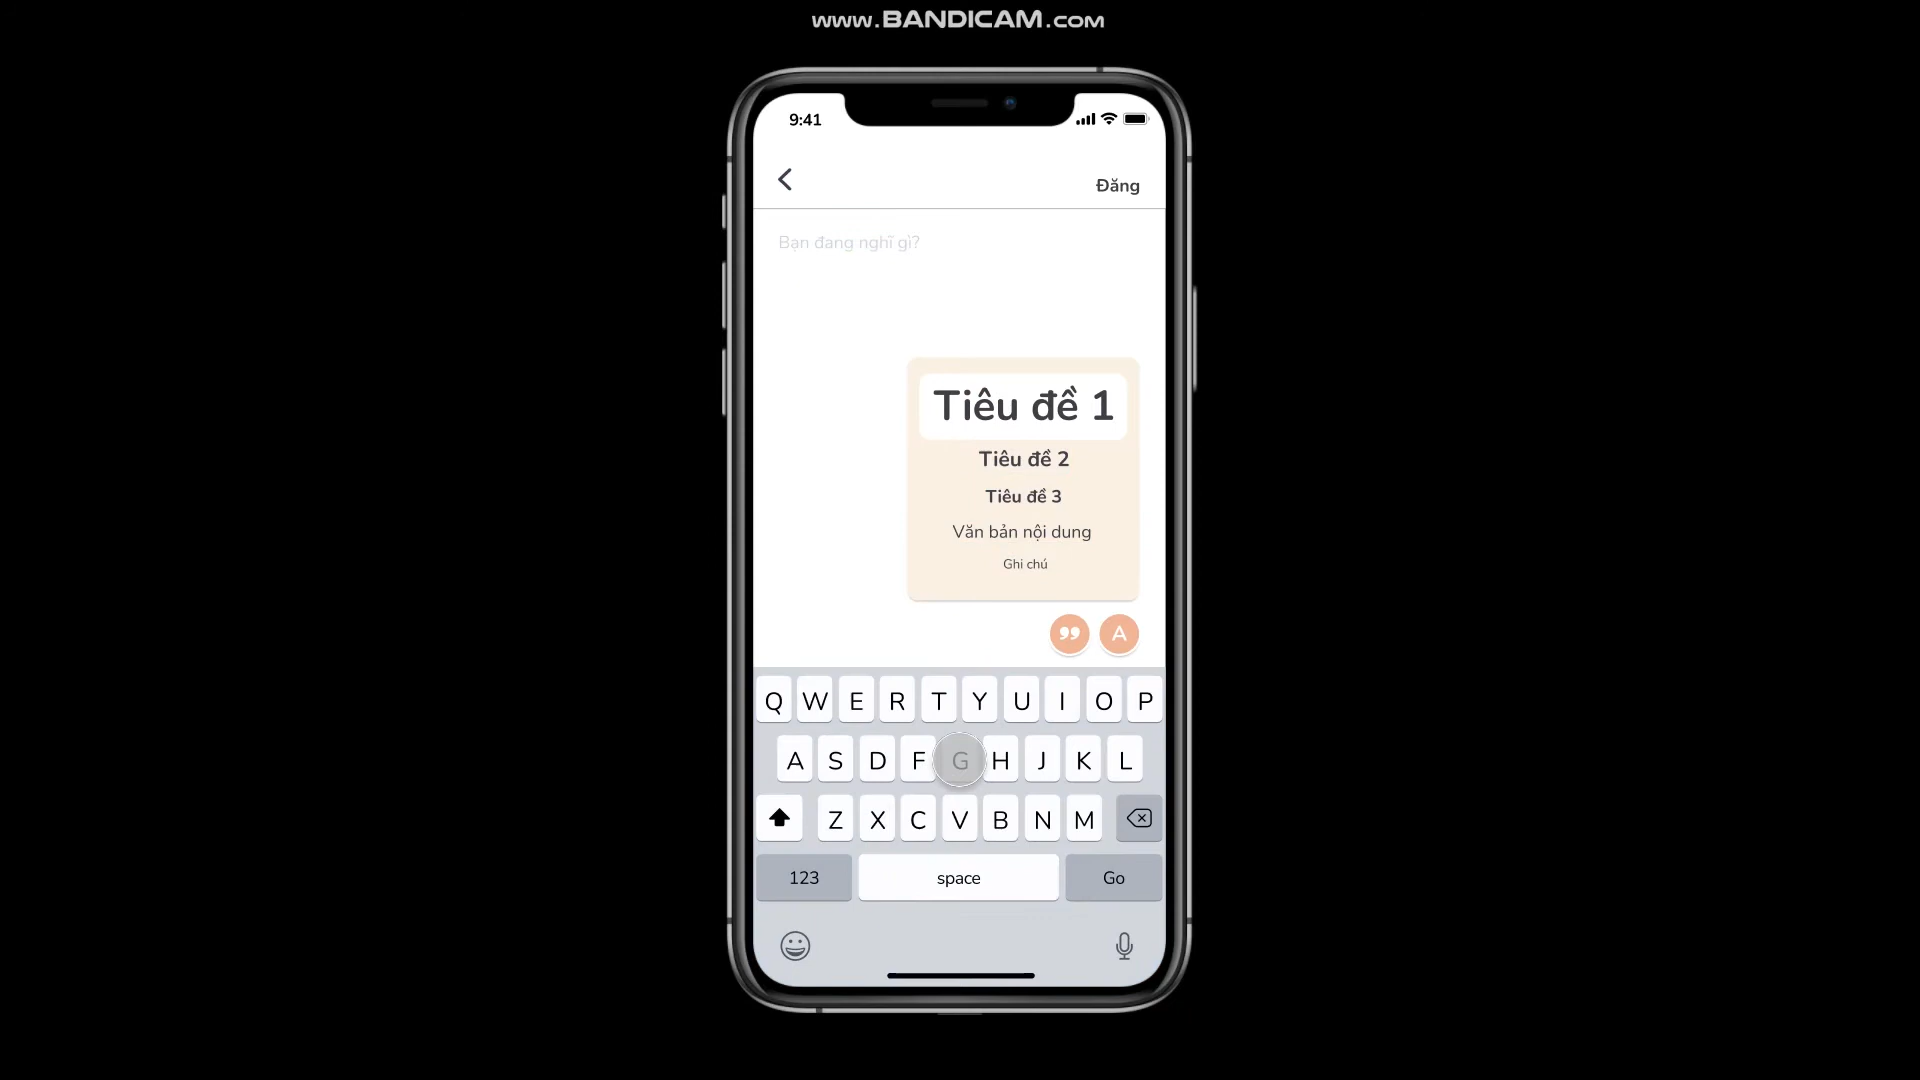 www.BANDICAM.COM
9:41
Đăng
Bạn đang nghĩ gì?
Tiêu đề 1
Tiêu đề 2
Tiêu đề 3
Văn bản nội dung
Ghi chú
A
Q W E R T Y U I O P
A S D F G H J K L
Z X C V B N M
123 space Go